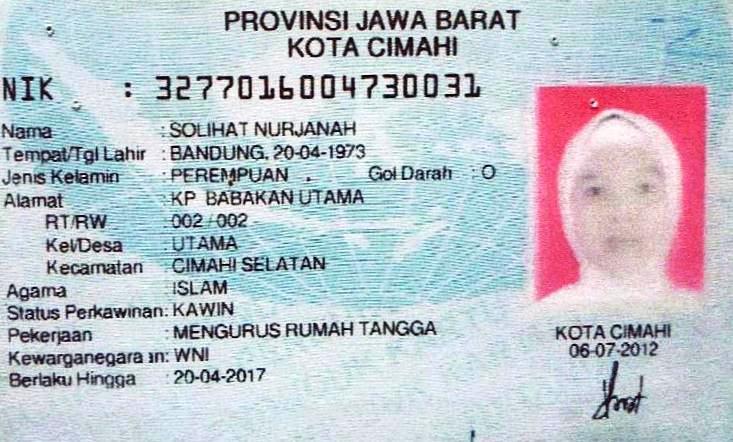 PROVINSI JAWA BARAT
KOTA CIMAHI
NIK : 3277016004730031
Nama : SOLIHAT NURJANAH
Tempat/Tgl Lahir : BANDUNG, 20-04-1973
Jenis Kelamin : PEREMPUAN Gol Darah : O
Alamat : KP BABAKAN UTAMA
RT/RW : 002 / 002
Kel/Desa : UTAMA
Kecamatan : CIMAHI SELATAN
Agama : ISLAM
Status Perkawinan: KAWIN
Pekerjaan : MENGURUS RUMAH TANGGA
Kewarganegaraan: WNI
Berlaku Hingga : 20-04-2017
KOTA CIMAHI
06-07-2012